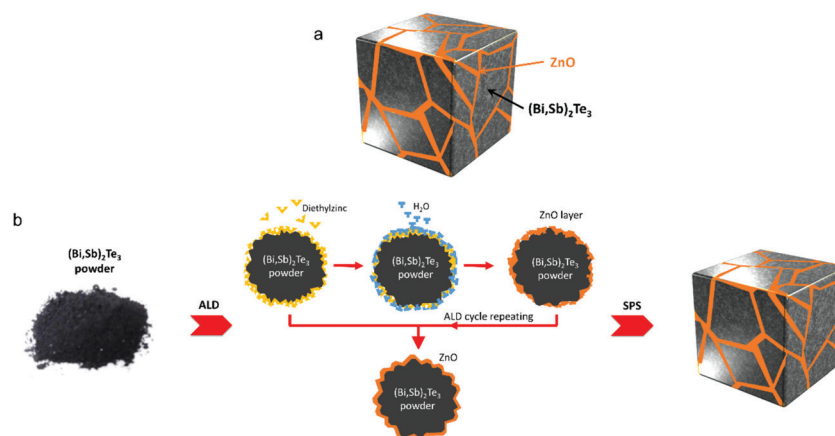 a
ZnO
(Bi,Sb)₂Te₃
b
(Bi,Sb)₂Te₃
powder
ALD
Diethylzinc
(Bi,Sb)₂Te₃
powder
H₂O
(Bi,Sb)₂Te₃
powder
ZnO layer
(Bi,Sb)₂Te₃
powder
ALD cycle repeating
ZnO
(Bi,Sb)₂Te₃
powder
SPS